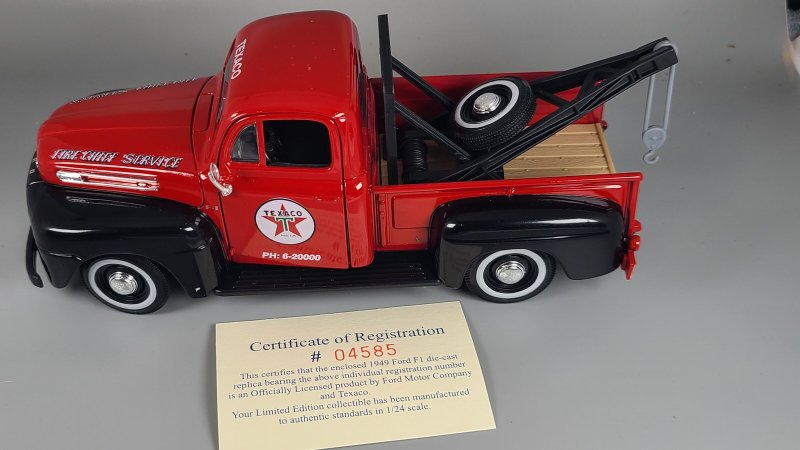 TEXACO
FIRE CHIEF SERVICE
TEXACO
T
PH: 6-20000
Certificate of Registration
# 04585
This certifies that the enclosed 1949 Ford F1 die-cast
replica bearing the above individual registration number
is an Officially Licensed product by Ford Motor Company
and Texaco.
Your Limited Edition collectible has been manufactured
to authentic standards in 1/24 scale.